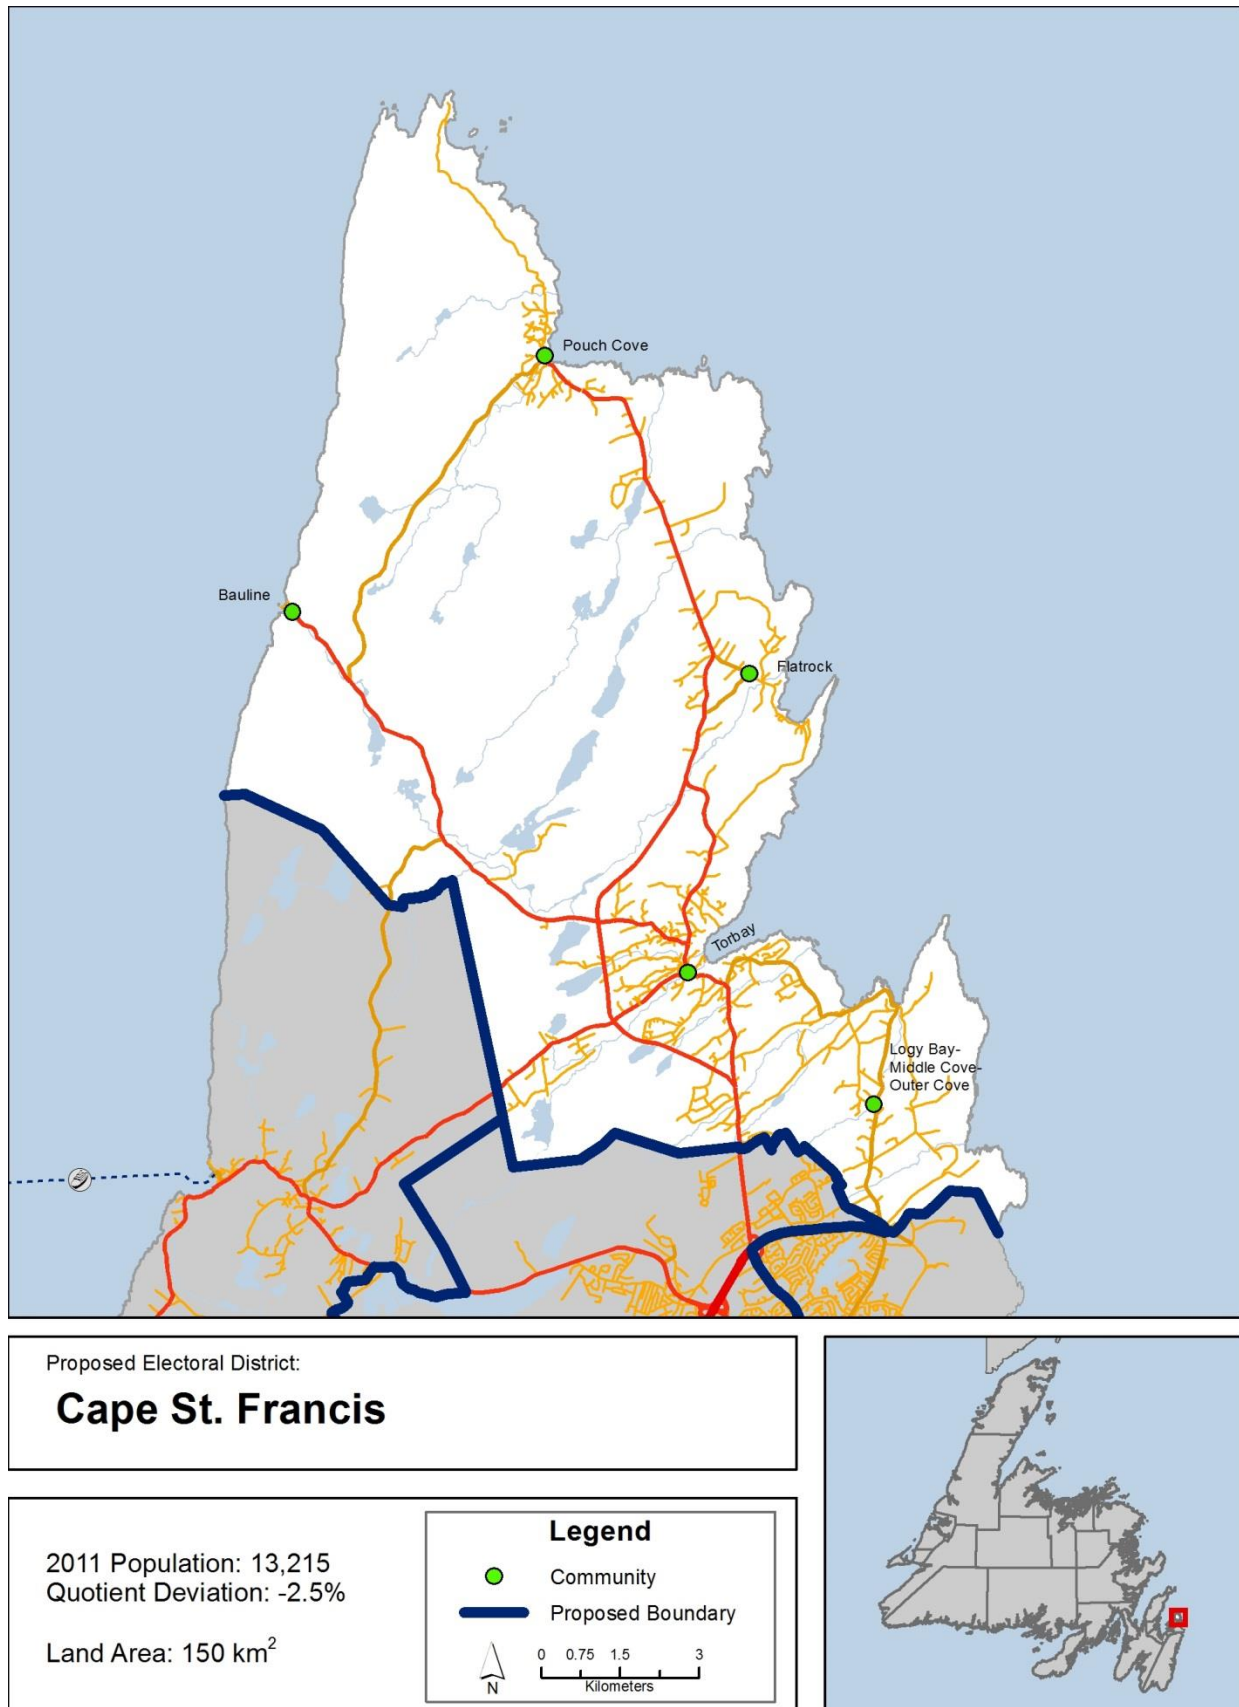 Pouch Cove
Bauline
Flatrock
Torbay
Logy Bay-
Middle Cove-
Outer Cove
Proposed Electoral District:
Cape St. Francis
2011 Population: 13,215
Quotient Deviation: -2.5%
Land Area: 150 km²
Legend
Community
Proposed Boundary
N
0 0.75 1.5 3
Kilometers